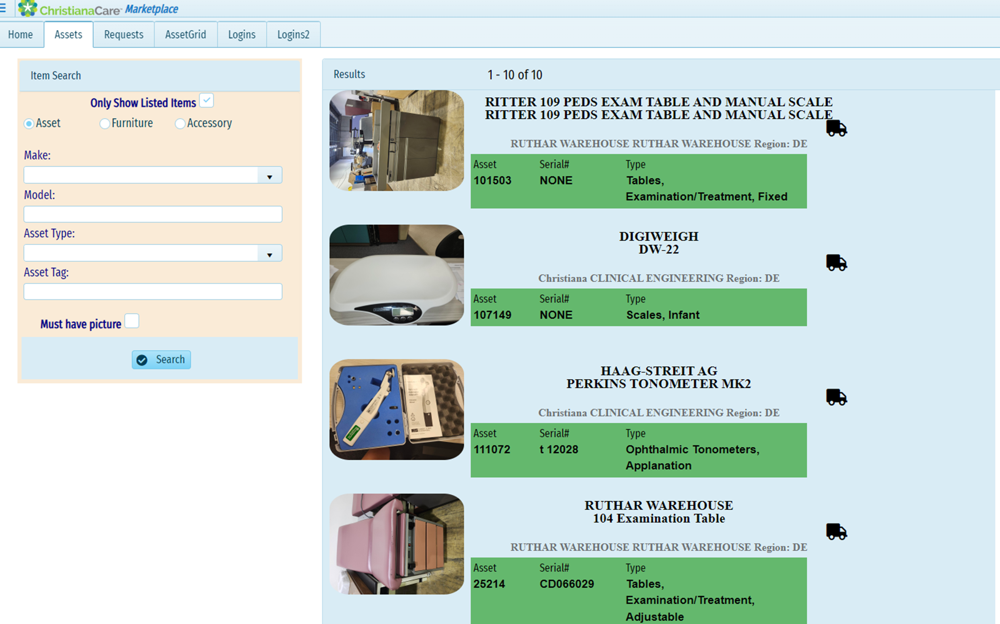 ChristianaCare™ Marketplace
Home
Assets
Requests
AssetGrid
Logins
Logins2
Item Search
Only Show Listed Items
Asset
Furniture
Accessory
Make:
Model:
Asset Type:
Asset Tag:
Must have picture
Search
Results
1 - 10 of 10
RITTER 109 PEDS EXAM TABLE AND MANUAL SCALE
RITTER 109 PEDS EXAM TABLE AND MANUAL SCALE
RUTHAR WAREHOUSE RUTHAR WAREHOUSE Region: DE
Asset Serial# Type
101503 NONE Tables,
Examination/Treatment, Fixed
DIGIWEIGH
DW-22
Christiana CLINICAL ENGINEERING Region: DE
Asset Serial# Type
107149 NONE Scales, Infant
HAAG-STREIT AG
PERKINS TONOMETER MK2
Christiana CLINICAL ENGINEERING Region: DE
Asset Serial# Type
111072 t 12028 Ophthalmic Tonometers,
Applanation
RUTHAR WAREHOUSE
104 Examination Table
RUTHAR WAREHOUSE RUTHAR WAREHOUSE Region: DE
Asset Serial# Type
25214 CD066029 Tables,
Examination/Treatment,
Adjustable